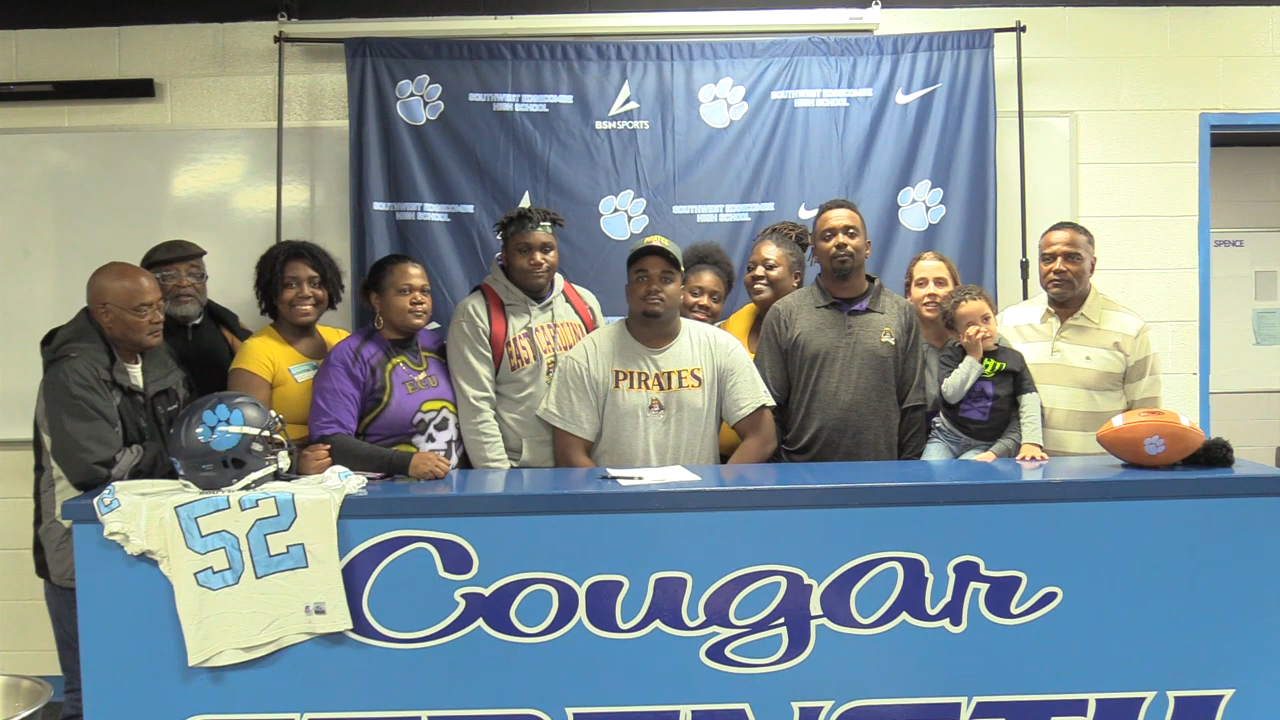 SOUTHWEST EDGECOMBE
HIGH SCHOOL
BSN SPORTS
SOUTHWEST EDGECOMBE
HIGH SCHOOL
SOUTHWEST EDGECOMBE
HIGH SCHOOL
SOUTHWEST EDGECOMBE
HIGH SCHOOL
SPENCE
EAST CAROLINA
ECU
PIRATES
52
Cougar
STRENGTH